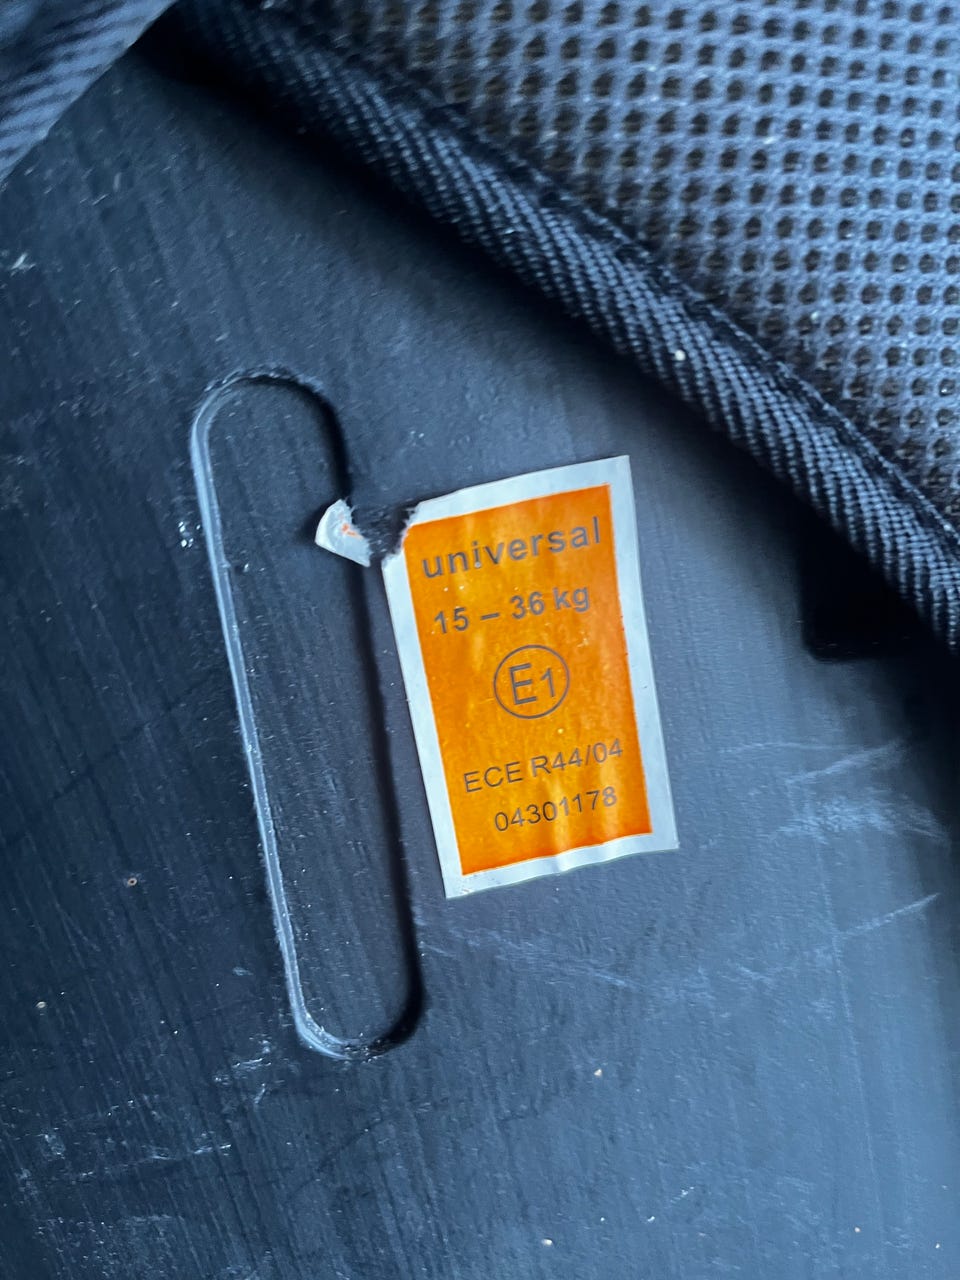 universal
15 – 36 kg
E1
ECE R44/04
04301178